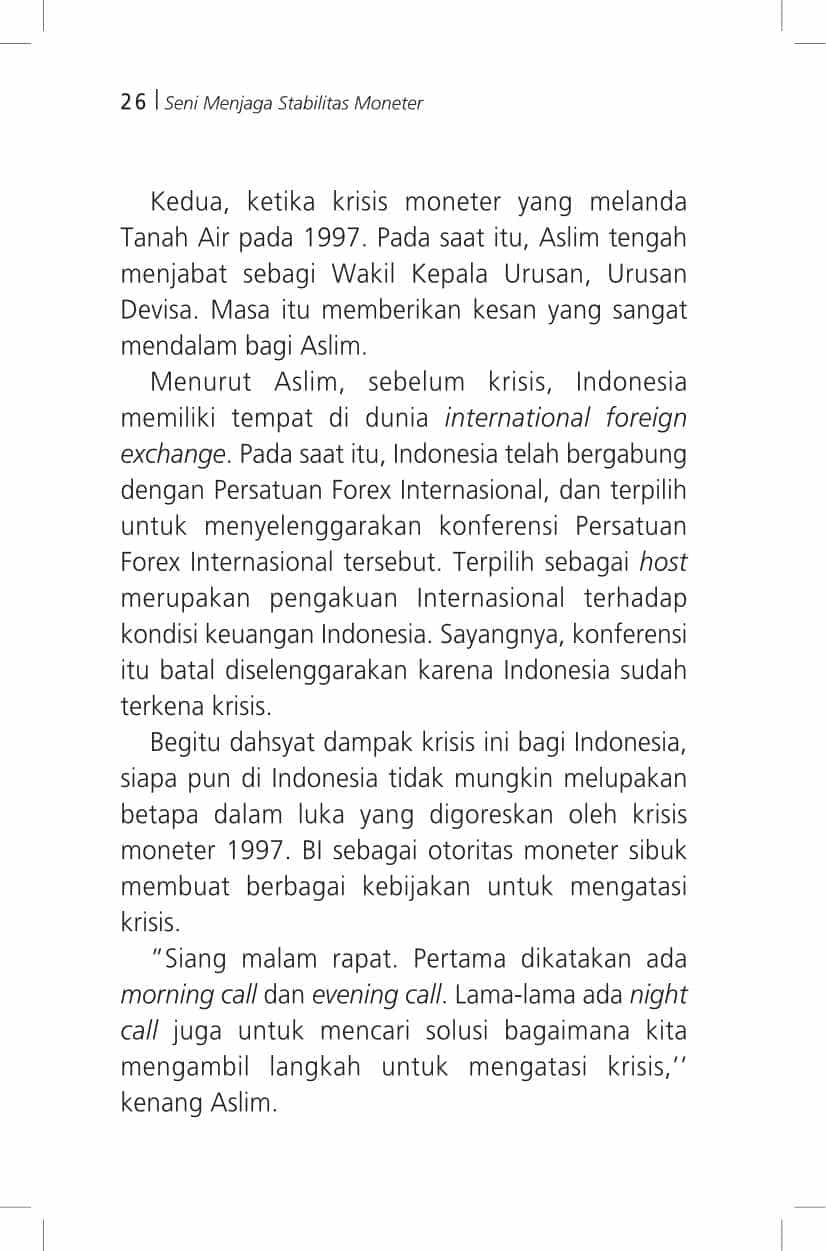 26 | Seni Menjaga Stabilitas Moneter
Kedua, ketika krisis moneter yang melanda
Tanah Air pada 1997. Pada saat itu, Aslim tengah
menjabat sebagi Wakil Kepala Urusan, Urusan
Devisa. Masa itu memberikan kesan yang sangat
mendalam bagi Aslim.
Menurut Aslim, sebelum krisis, Indonesia
memiliki tempat di dunia international foreign
exchange. Pada saat itu, Indonesia telah bergabung
dengan Persatuan Forex Internasional, dan terpilih
untuk menyelenggarakan konferensi Persatuan
Forex Internasional tersebut. Terpilih sebagai host
merupakan pengakuan Internasional terhadap
kondisi keuangan Indonesia. Sayangnya, konferensi
itu batal diselenggarakan karena Indonesia sudah
terkena krisis.
Begitu dahsyat dampak krisis ini bagi Indonesia,
siapa pun di Indonesia tidak mungkin melupakan
betapa dalam luka yang digoreskan oleh krisis
moneter 1997. BI sebagai otoritas moneter sibuk
membuat berbagai kebijakan untuk mengatasi
krisis.
“Siang malam rapat. Pertama dikatakan ada
morning call dan evening call. Lama-lama ada night
call juga untuk mencari solusi bagaimana kita
mengambil langkah untuk mengatasi krisis,’’
kenang Aslim.